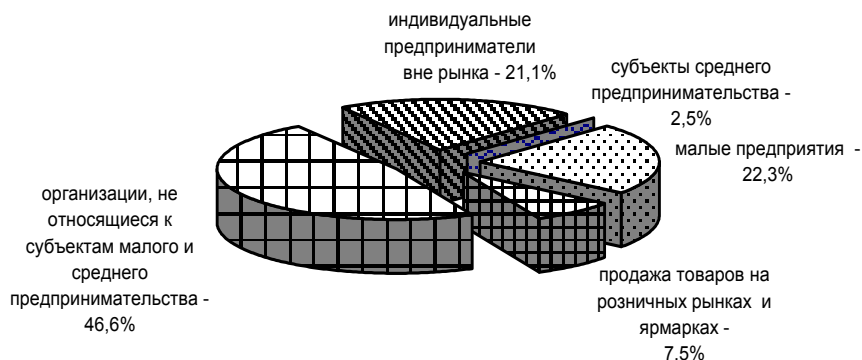 индивидуальные
предприниматели
вне рынка - 21,1%
субъекты среднего
предпринимательства -
2,5%
малые предприятия -
22,3%
организации, не
относящиеся к
субъектам малого и
среднего
предпринимательства -
46,6%
продажа товаров на
розничных рынках и
ярмарках -
7,5%